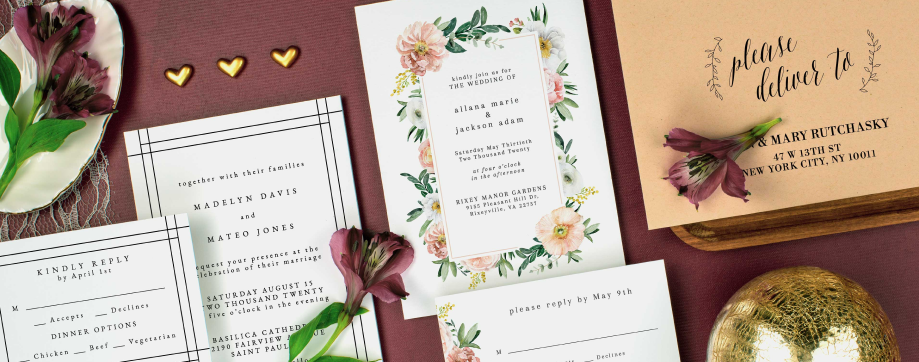 KINDLY REPLY
by April 1st
M
Accepts Declines
DINNER OPTIONS
Chicken Beef Vegetarian
together with their families
MADELYN DAVIS
and
MATEO JONES
request your presence at the
celebration of their marriage
SATURDAY AUGUST 15
TWO THOUSAND TWENTY
five o'clock in the evening
BASILICA
2190 FAIRVIEW AVENUE
SAINT
kindly join us for
THE WEDDING OF
allana marie
&
jackson adam
Saturday May Thirtieth
Two Thousand Twenty
at four o'clock
in the afternoon
RIXEY MANOR GARDENS
9155 Pleasant Hill Dr,
Rixeyville, VA 22737
please reply by May 9th
M
please
deliver to
& MARY RUTCHASKY
47 W 13TH ST
NEW YORK CITY, NY 10011